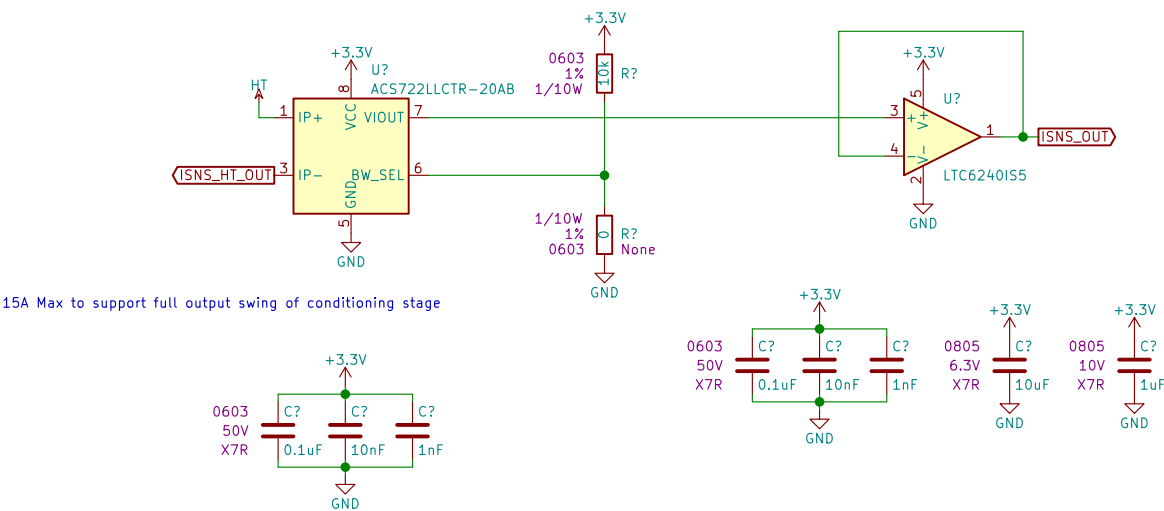 +3.3V
0603
1%
1/10W
10k
R?
+3.3V
U?
ACS722LLCTR-20AB
HT
8
VCC
1
IP+
VIOUT
7
ISNS_HT_OUT
3
IP-
BW_SEL
6
GND
5
GND
+3.3V
U?
5
V+
3
+
4
-
V-
2
1
ISNS_OUT
LTC6240IS5
GND
1/10W
1%
0603
0
R?
None
GND
15A Max to support full output swing of conditioning stage
+3.3V
0603
50V
X7R
C?
0.1uF
C?
10nF
C?
1nF
GND
+3.3V
0603
50V
X7R
C?
0.1uF
C?
10nF
C?
1nF
GND
+3.3V
0805
6.3V
X7R
C?
10uF
GND
+3.3V
0805
10V
X7R
C?
1uF
GND